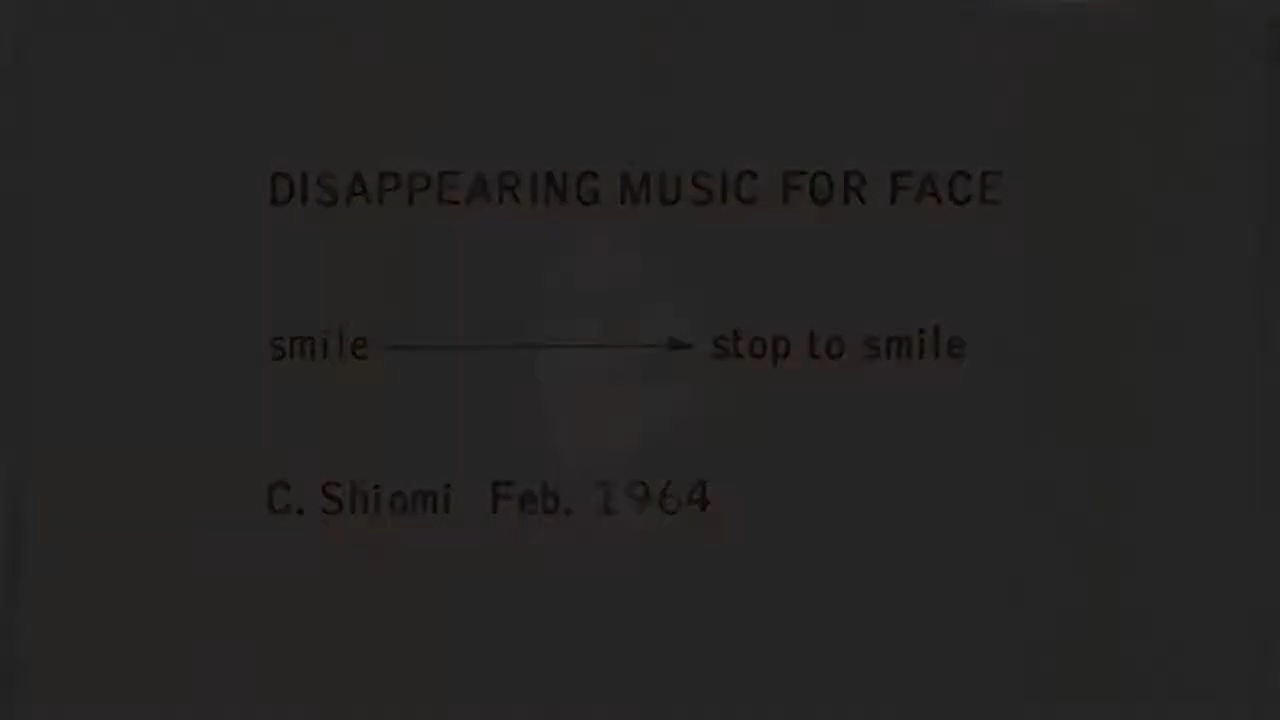 DISAPPEARING MUSIC FOR FACE
smile ⟶ stop to smile
C. Shiomi Feb. 1964